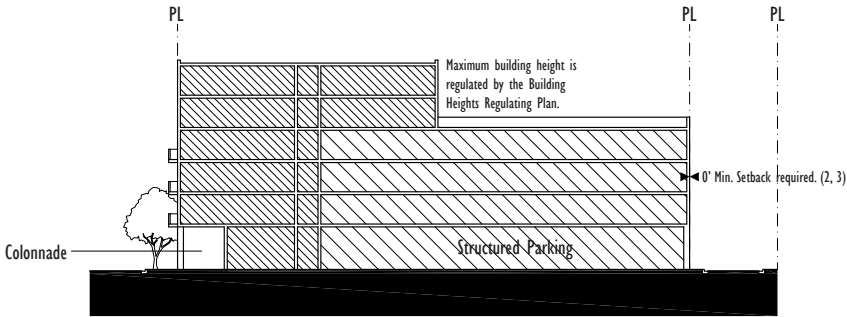 PL
PL
PL
Maximum building height is
regulated by the Building
Heights Regulating Plan.
0' Min. Setback required. (2, 3)
Colonnade
Structured Parking